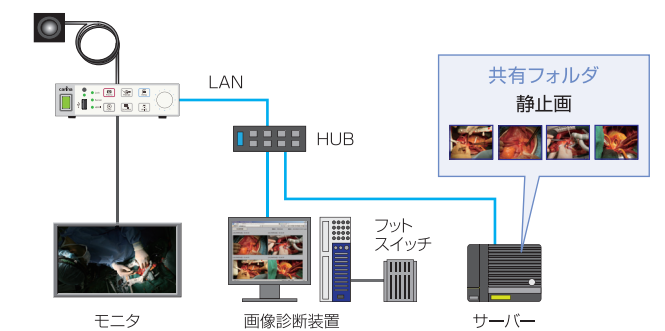 共有フォルダ
静止画
carina
LAN
HUB
フット
スイッチ
モニタ
画像診断装置
サーバー